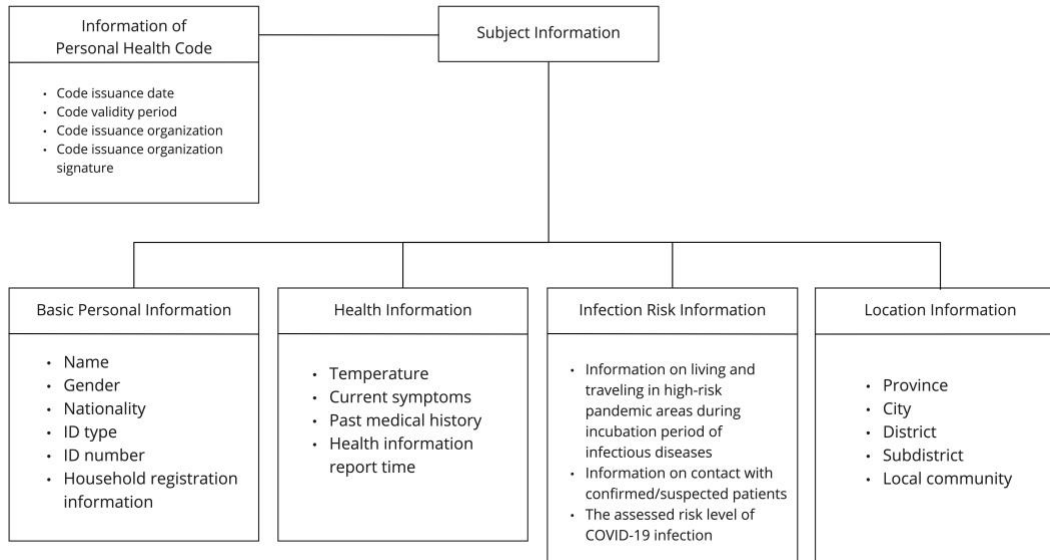 Information of
Personal Health Code
• Code issuance date
• Code validity period
• Code issuance organization
• Code issuance organization
signature
Subject Information
Basic Personal Information
• Name
• Gender
• Nationality
• ID type
• ID number
• Household registration
information
Health Information
• Temperature
• Current symptoms
• Past medical history
• Health information
report time
Infection Risk Information
• Information on living and
traveling in high-risk
pandemic areas during
incubation period of
infectious diseases
• Information on contact with
confirmed/suspected patients
• The assessed risk level of
COVID-19 infection
Location Information
• Province
• City
• District
• Subdistrict
• Local community